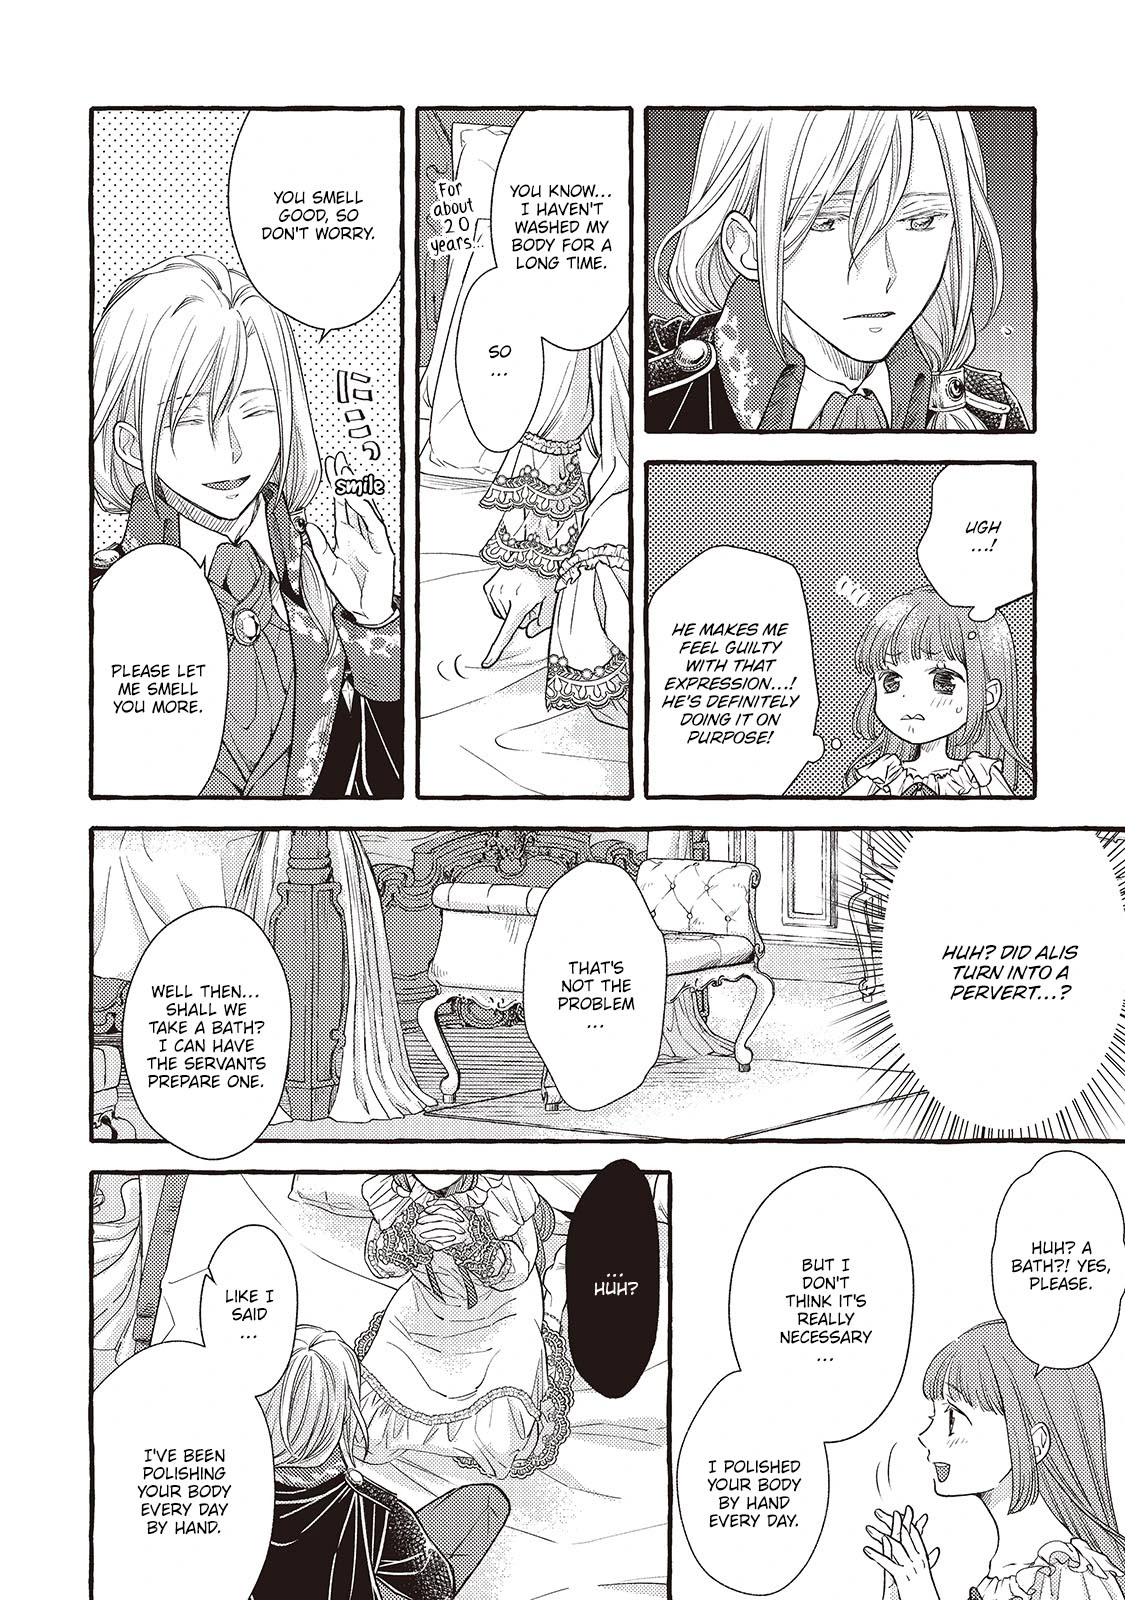 UGH
...!
HE MAKES ME
FEEL GUILTY
WITH THAT
EXPRESSION...!
HE'S DEFINITELY
DOING IT ON
PURPOSE!
YOU KNOW...
I HAVEN'T
WASHED MY
BODY FOR A
LONG TIME.
For
about
20
years!!
SO
...
YOU SMELL
GOOD, SO
DON'T WORRY.
にこっ
smile
PLEASE LET
ME SMELL
YOU MORE.
HUH? DID ALIS
TURN INTO A
PERVERT...?
THAT'S
NOT THE
PROBLEM
...
WELL THEN...
SHALL WE
TAKE A BATH?
I CAN HAVE
THE SERVANTS
PREPARE ONE.
HUH? A
BATH?! YES,
PLEASE.
BUT I
DON'T
THINK IT'S
REALLY
NECESSARY
...
I POLISHED
YOUR BODY
BY HAND
EVERY DAY.
...
HUH?
LIKE I
SAID
...
I'VE BEEN
POLISHING
YOUR BODY
EVERY DAY
BY HAND.